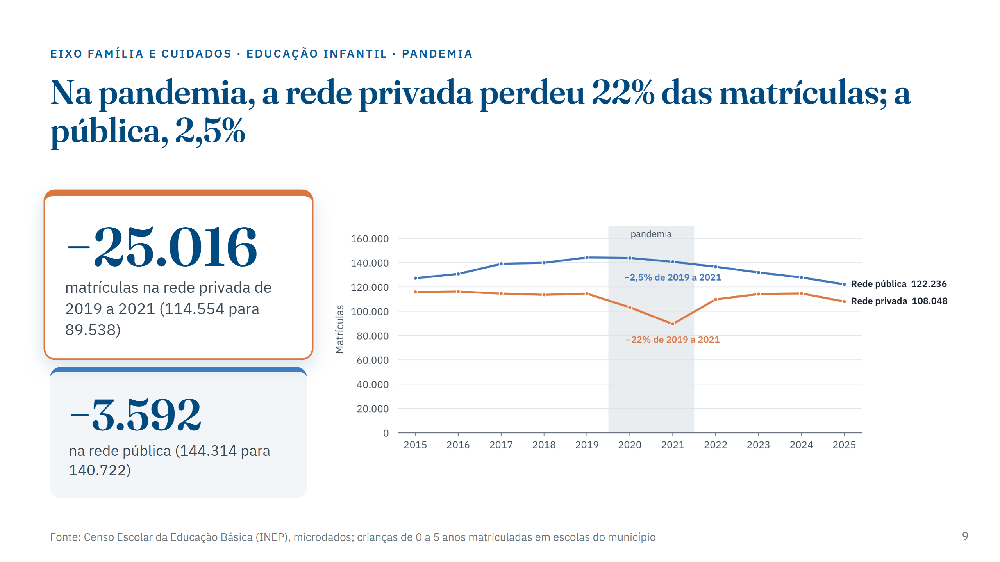 EIXO FAMÍLIA E CUIDADOS · EDUCAÇÃO INFANTIL · PANDEMIA
Na pandemia, a rede privada perdeu 22% das matrículas; a
pública, 2,5%
−25.016
matrículas na rede privada de
2019 a 2021 (114.554 para
89.538)
−3.592
na rede pública (144.314 para
140.722)
Matrículas
160.000
140.000
120.000
100.000
80.000
60.000
40.000
20.000
0
pandemia
−2,5% de 2019 a 2021
−22% de 2019 a 2021
Rede pública 122.236
Rede privada 108.048
2015 2016 2017 2018 2019 2020 2021 2022 2023 2024 2025
Fonte: Censo Escolar da Educação Básica (INEP), microdados; crianças de 0 a 5 anos matriculadas em escolas do município
9